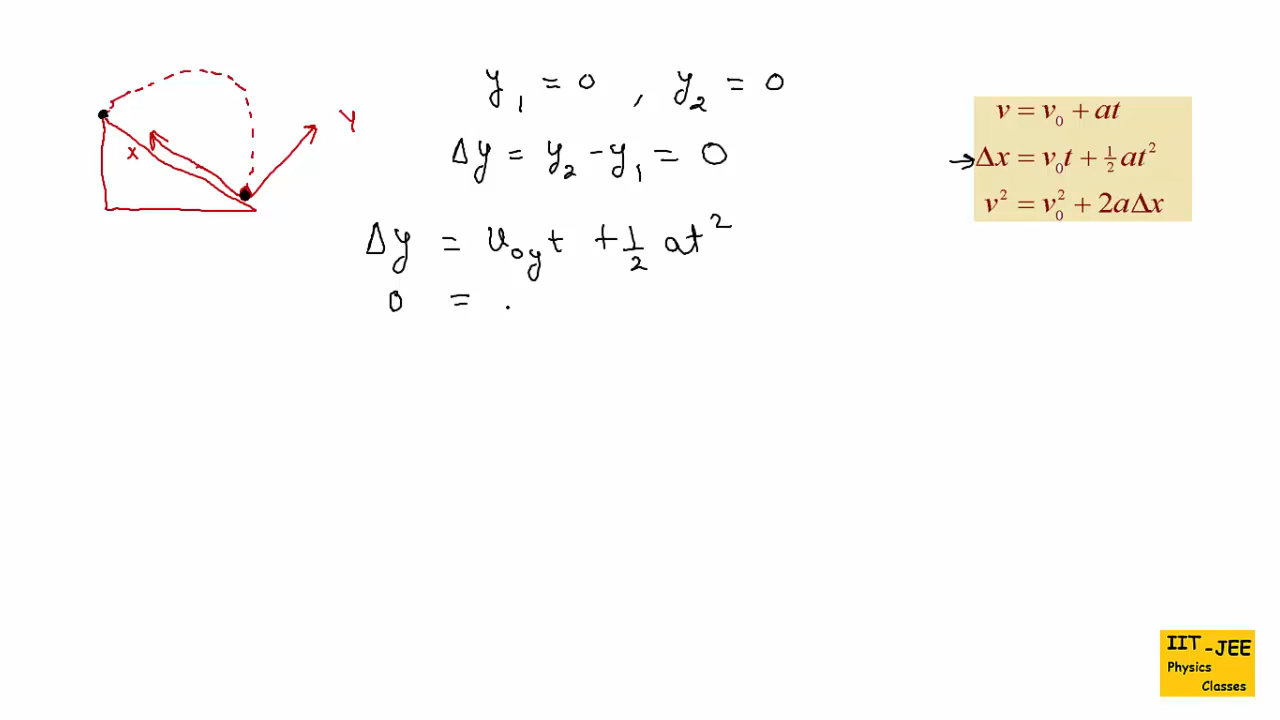 y₁ = 0 , y₂ = 0
Δy = y₂ - y₁ = 0
Δy = v₀yt + ½ at²
0 = .
X
Y
v = v₀ + at
→ Δx = v₀t + ½at²
v² = v₀² + 2aΔx
IIT - JEE
Physics
Classes